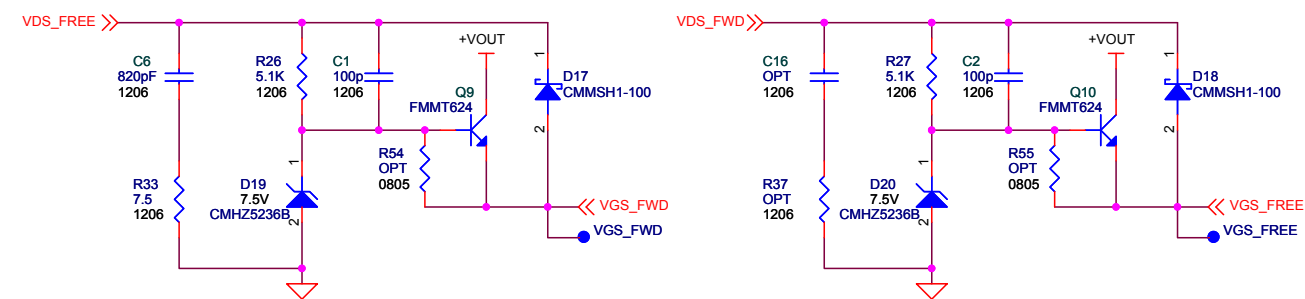 VDS_FREE
C6
820pF
1206
R26
5.1K
1206
C1
100p
1206
+VOUT
Q9
FMMT624
1
D17
CMMSH1-100
2
R33
7.5
1206
D19
7.5V
CMHZ5236B
1
2
R54
OPT
0805
VGS_FWD
VGS_FWD
VDS_FWD
C16
OPT
1206
R27
5.1K
1206
C2
100p
1206
+VOUT
Q10
FMMT624
1
D18
CMMSH1-100
2
R37
OPT
1206
D20
7.5V
CMHZ5236B
1
2
R55
OPT
0805
VGS_FREE
VGS_FREE